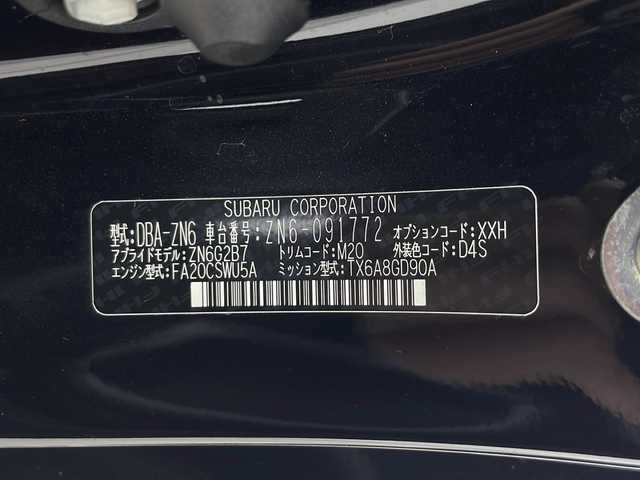 SUBARU CORPORATION
型式:DBA-ZN6 車台番号:ZN6-091772 オプションコード:XXH
アプライドモデル:ZN6G2B7 トリムコード:M20 外装色コード:D4S
エンジン型式:FA20CSWU5A ミッション型式:TX6A8GD90A